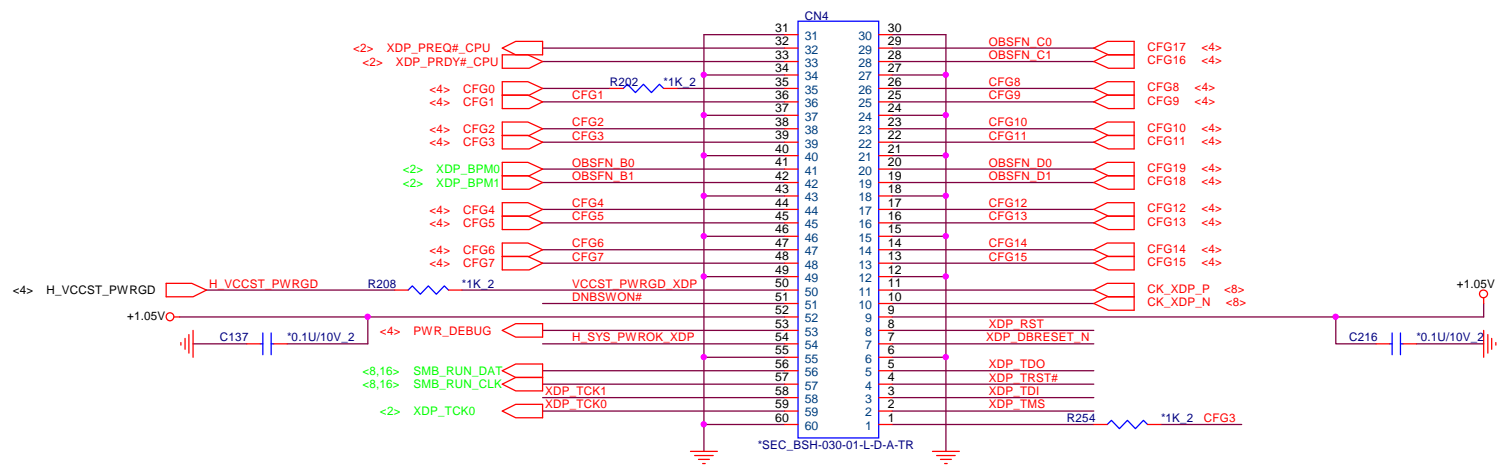 CN4
31 31 30 30
<2> XDP_PREQ#_CPU 32 32 29 29 OBSFN_C0 CFG17 <4>
<2> XDP_PRDY#_CPU 33 33 28 28 OBSFN_C1 CFG16 <4>
34 34 27 27
<4> CFG0 R202 *1K_2 35 35 26 26 CFG8 CFG8 <4>
<4> CFG1 CFG1 36 36 25 25 CFG9 CFG9 <4>
37 37 24 24
<4> CFG2 CFG2 38 38 23 23 CFG10 CFG10 <4>
<4> CFG3 CFG3 39 39 22 22 CFG11 CFG11 <4>
40 40 21 21
<2> XDP_BPM0 OBSFN_B0 41 41 20 20 OBSFN_D0 CFG19 <4>
<2> XDP_BPM1 OBSFN_B1 42 42 19 19 OBSFN_D1 CFG18 <4>
43 43 18 18
<4> CFG4 CFG4 44 44 17 17 CFG12 CFG12 <4>
<4> CFG5 CFG5 45 45 16 16 CFG13 CFG13 <4>
46 46 15 15
<4> CFG6 CFG6 47 47 14 14 CFG14 CFG14 <4>
<4> CFG7 CFG7 48 48 13 13 CFG15 CFG15 <4>
49 49 12 12
<4> H_VCCST_PWRGD H_VCCST_PWRGD R208 *1K_2 VCCST_PWRGD_XDP 50 50 11 11 CK_XDP_P <8> +1.05V
DNBSWON# 51 51 10 10 CK_XDP_N <8>
+1.05V 52 52 9 9
<4> PWR_DEBUG 53 53 8 8 XDP_RST
C137 *0.1U/10V_2 H_SYS_PWROK_XDP 54 54 7 7 XDP_DBRESET_N C216 *0.1U/10V_2
55 55 6 6
<8,16> SMB_RUN_DAT 56 56 5 5 XDP_TDO
<8,16> SMB_RUN_CLK 57 57 4 4 XDP_TRST#
XDP_TCK1 58 58 3 3 XDP_TDI
<2> XDP_TCK0 XDP_TCK0 59 59 2 2 XDP_TMS
60 60 1 1 R254 *1K_2 CFG3
*SEC_BSH-030-01-L-D-A-TR